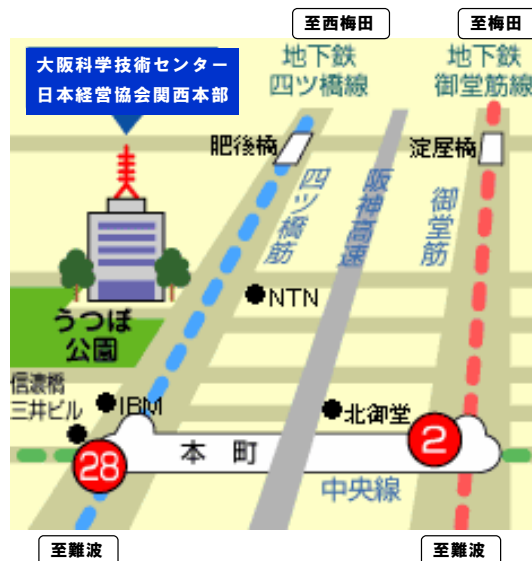 至西梅田
至梅田
大阪科学技術センター
日本経営協会関西本部
地下鉄
四ツ橋線
地下鉄
御堂筋線
肥後橋
淀屋橋
四ツ橋筋
阪神高速
御堂筋
NTN
うつぼ
公園
信濃橋
三井ビル
IBM
北御堂
2
28
本町
中央線
至難波
至難波